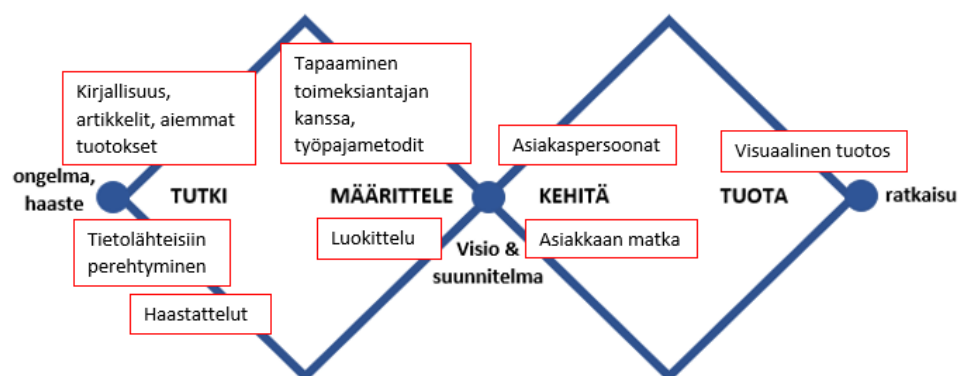 Kirjallisuus,
artikkelit, aiemmat
tuotokset
Tapaaminen
toimeksiantajan
kanssa,
työpajametodit
Asiakaspersoonat
Visuaalinen tuotos
ongelma,
haaste
TUTKI
MÄÄRITTELE
KEHITÄ
TUOTA
ratkaisu
Tietolähteisiin
perehtyminen
Luokittelu
Visio &
suunnitelma
Asiakkaan matka
Haastattelut